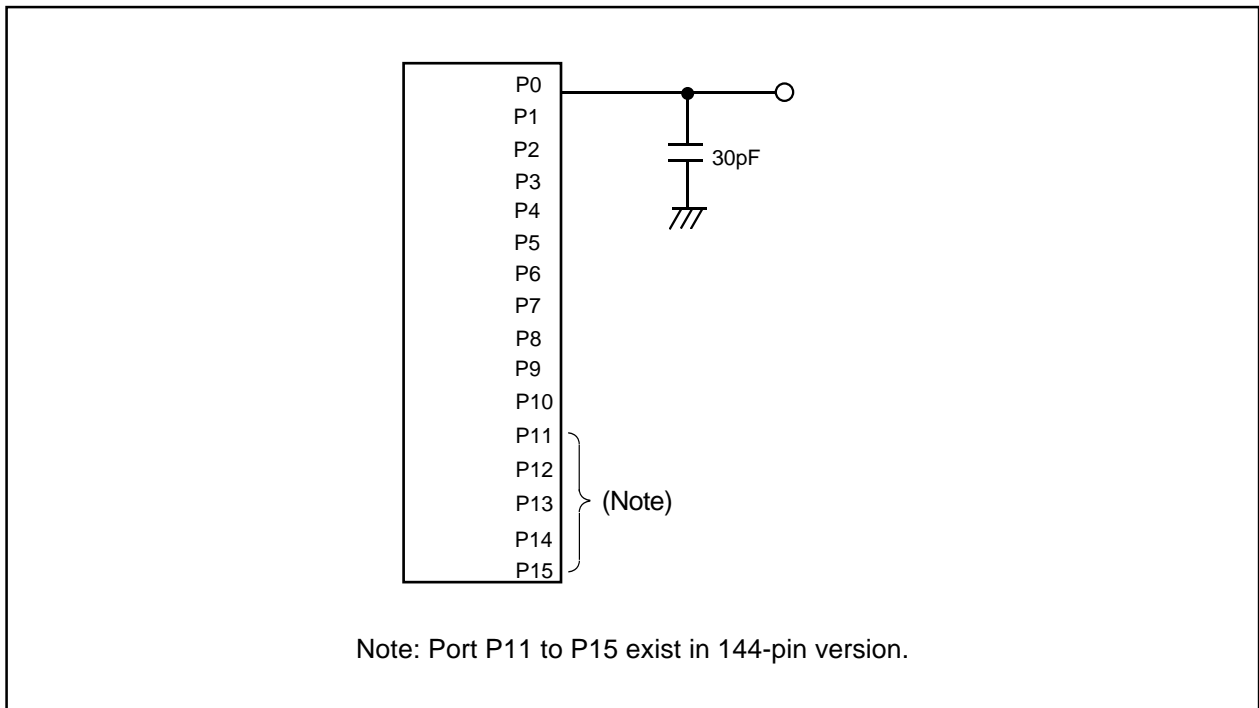 P0
P1
P2
30pF
P3
P4
P5
P6
P7
P8
P9
P10
P11
P12
P13
(Note)
P14
P15
Note: Port P11 to P15 exist in 144-pin version.